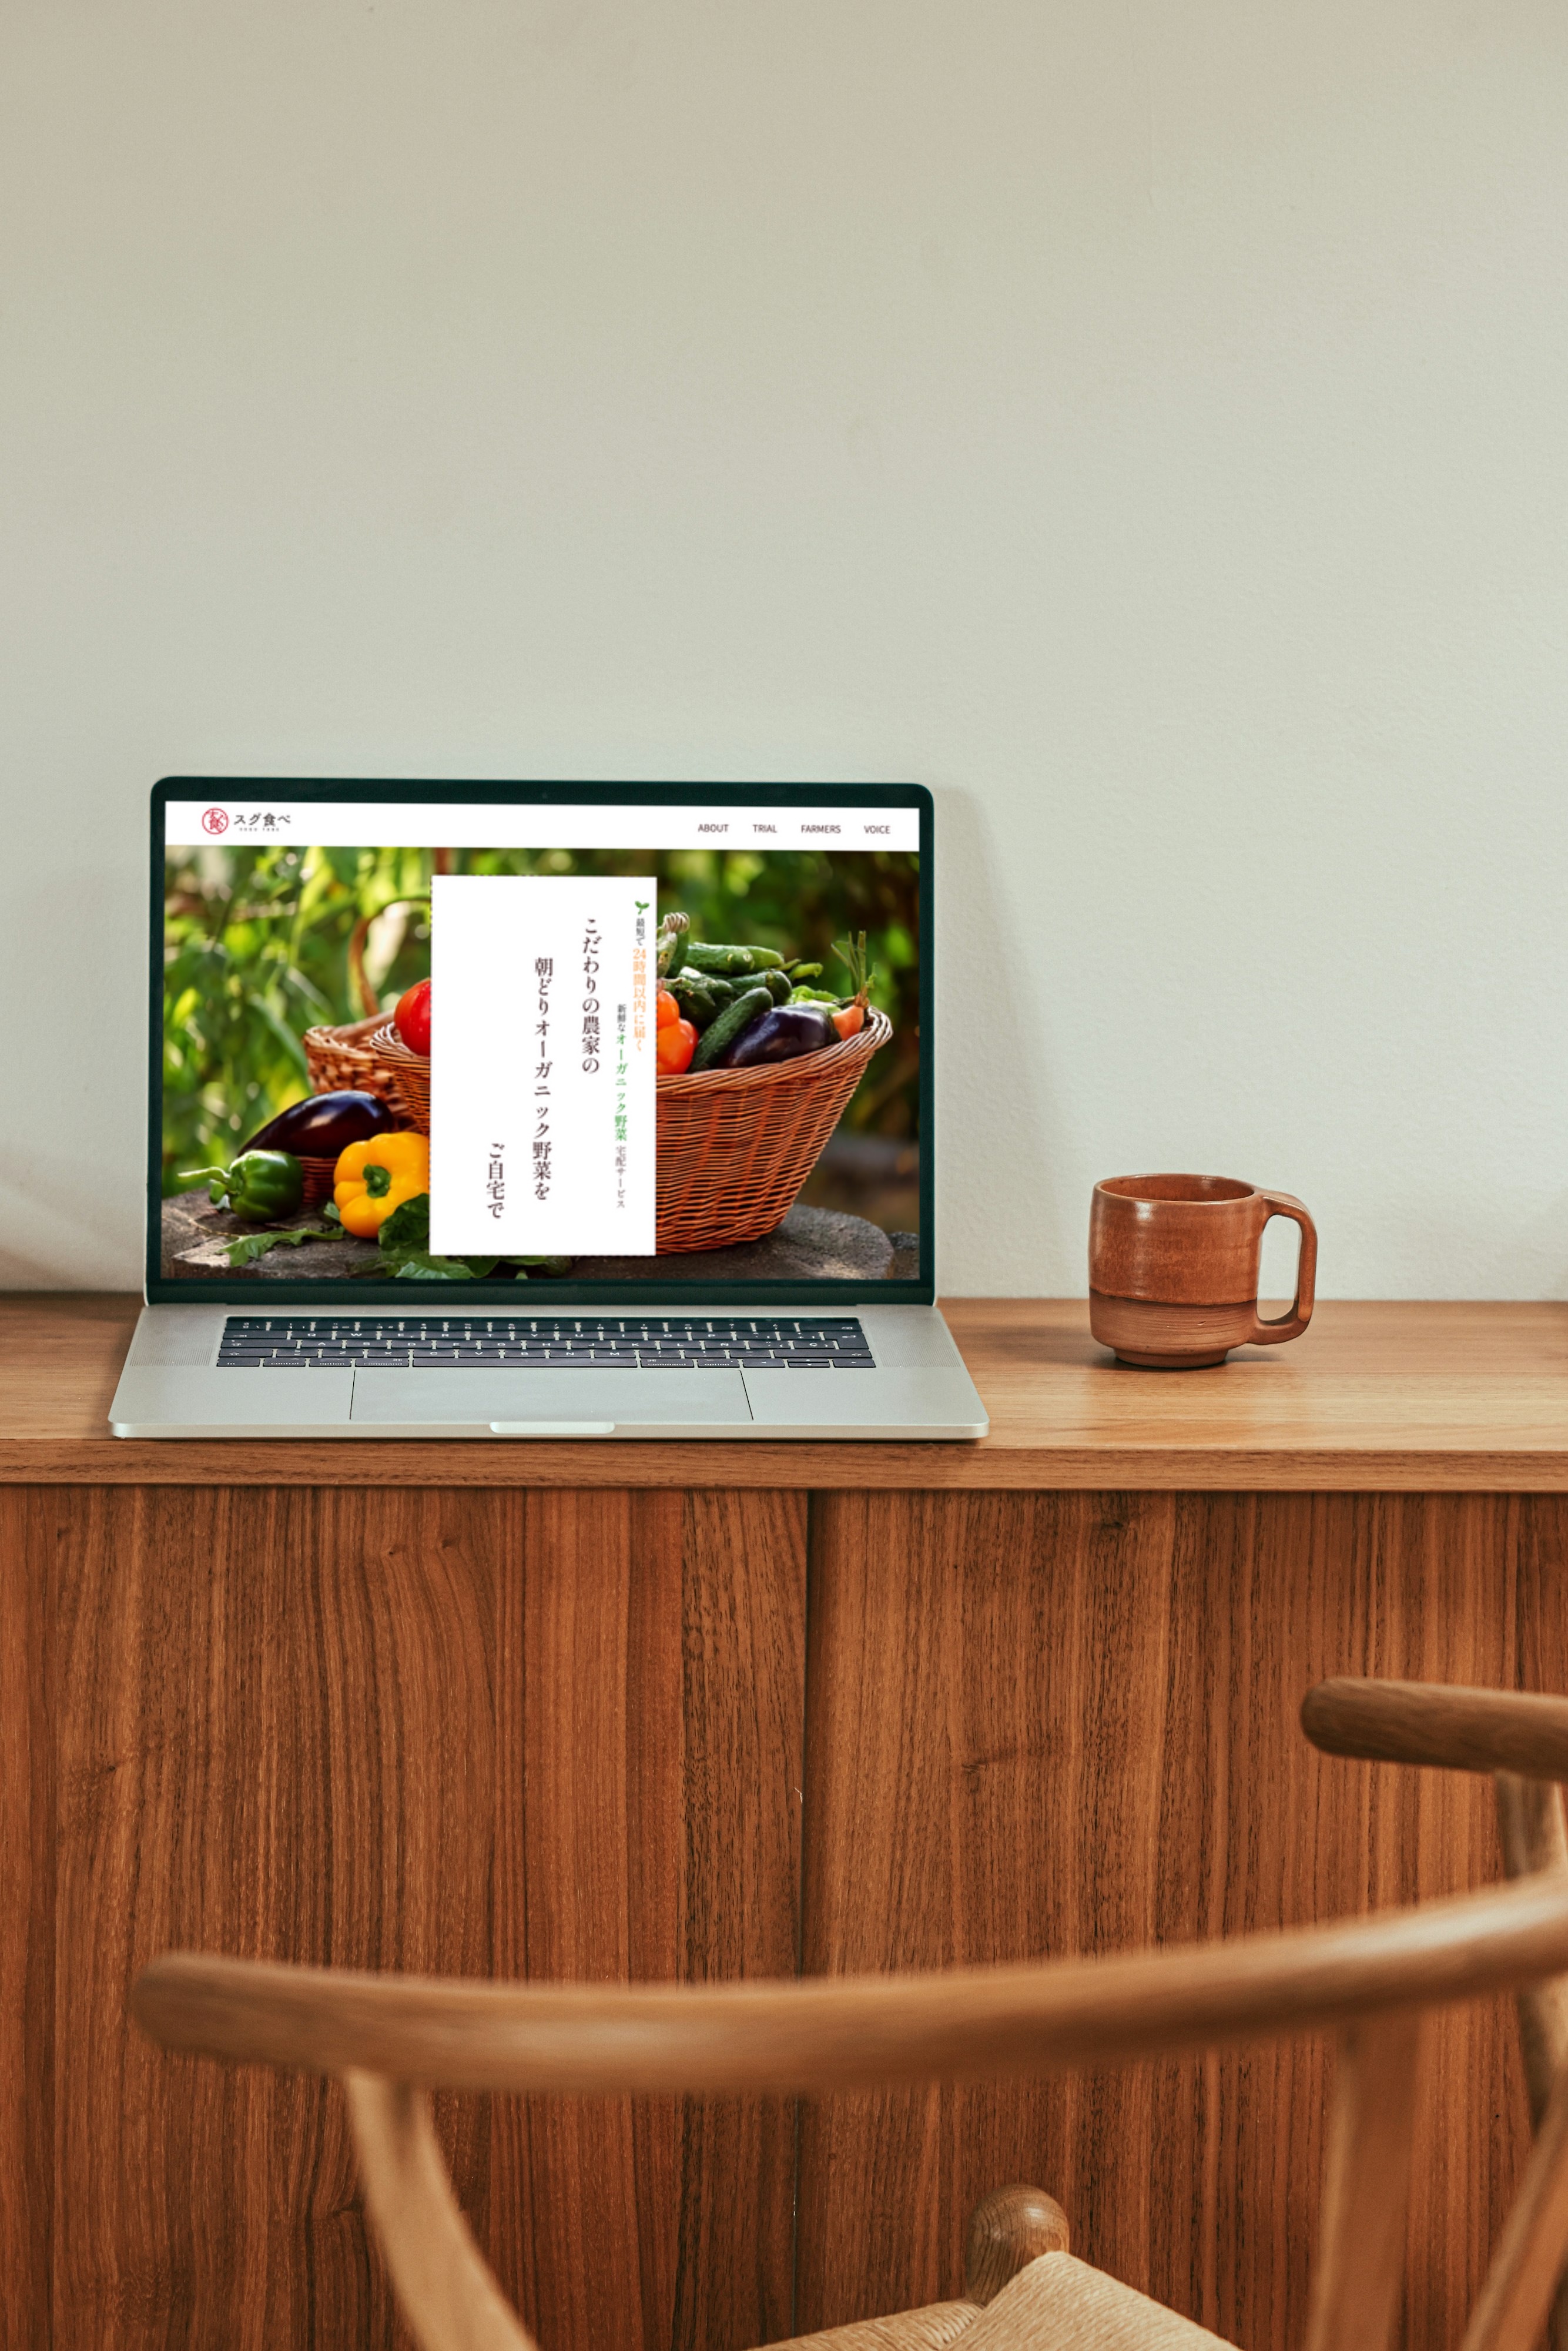 スグ食べ
SUGU TABE
ABOUT
TRIAL
FARMERS
VOICE
最短で24時間以内に届く
新鮮なオーガニック野菜 宅配サービス
こだわりの農家の
朝どりオーガニック野菜を
ご自宅で